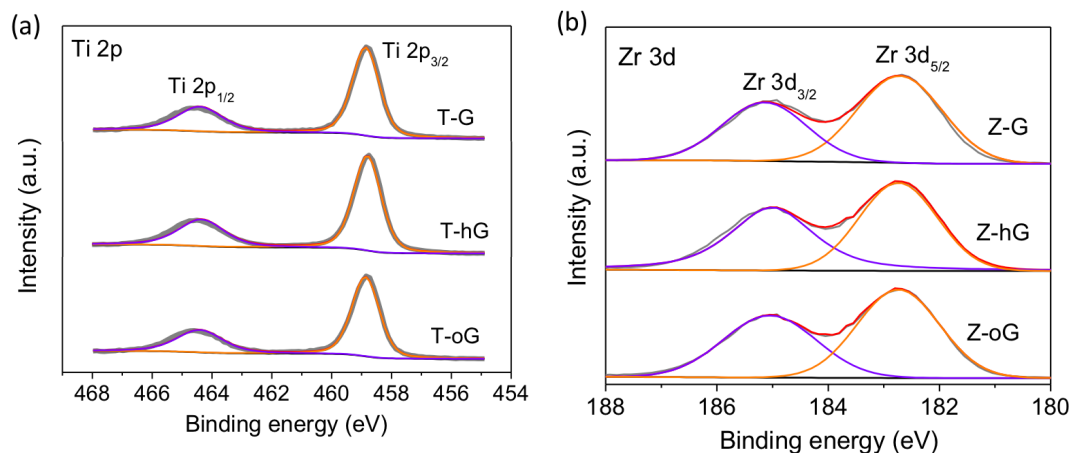 (a)
Ti 2p
Ti 2p1/2
Ti 2p3/2
T-G
T-hG
T-oG
Intensity (a.u.)
468 466 464 462 460 458 456 454
Binding energy (eV)
(b)
Zr 3d
Zr 3d3/2
Zr 3d5/2
Z-G
Z-hG
Z-oG
Intensity (a.u.)
188 186 184 182 180
Binding energy (eV)